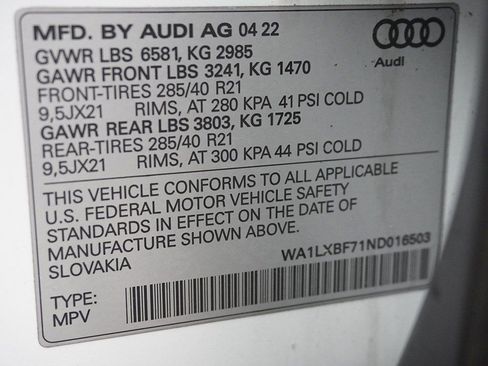 MFD. BY AUDI AG 04 22
GVWR LBS 6581, KG 2985
GAWR FRONT LBS 3241, KG 1470
FRONT-TIRES 285/40 R21
9,5JX21 RIMS, AT 280 KPA 41 PSI COLD
GAWR REAR LBS 3803, KG 1725
REAR-TIRES 285/40 R21
9,5JX21 RIMS, AT 300 KPA 44 PSI COLD
Audi
THIS VEHICLE CONFORMS TO ALL APPLICABLE
U.S. FEDERAL MOTOR VEHICLE SAFETY
STANDARDS IN EFFECT ON THE DATE OF
MANUFACTURE SHOWN ABOVE.
SLOVAKIA
WA1LXBF71ND016503
TYPE:
MPV